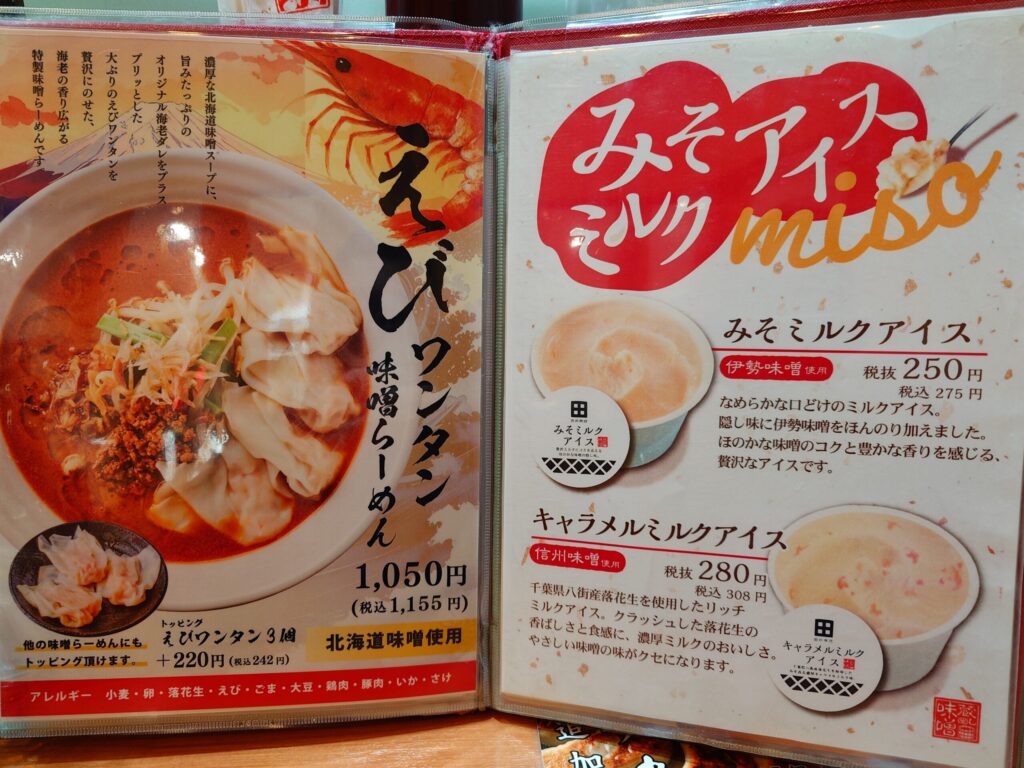 濃厚な北海道味噌スープに、
旨みたっぷりの
オリジナル海老ダレをプラス
プリッとした
大ぶりのえびワンタンを
贅沢にのせた、
海老の香り広がる
特製味噌らーめんです
えびワンタン
味噌らーめん
1,050円
(税込1,155円)
北海道味噌使用
他の味噌らーめんにも
トッピング頂けます。
トッピング
えびワンタン3個
+220円(税込242円)
アレルギー 小麦・卵・落花生・えび・ごま・大豆・鶏肉・豚肉・いか・さけ
みそ
ミルク
アイス
miso
みそミルクアイス
伊勢味噌使用
税抜 250円
税込 275円
なめらかな口どけのミルクアイス。
隠し味に伊勢味噌をほんのり加えました。
ほのかな味噌のコクと豊かな香りを感じる、
贅沢なアイスです。
みそミルク
アイス
キャラメルミルクアイス
信州味噌使用
税抜 280円
税込 308円
千葉県八街産落花生を使用したリッチ
ミルクアイス。クラッシュした落花生の
香ばしさと食感に、濃厚ミルクのおいしさ。
やさしい味噌の味がクセになります。
キャラメルミルク
アイス
味噌